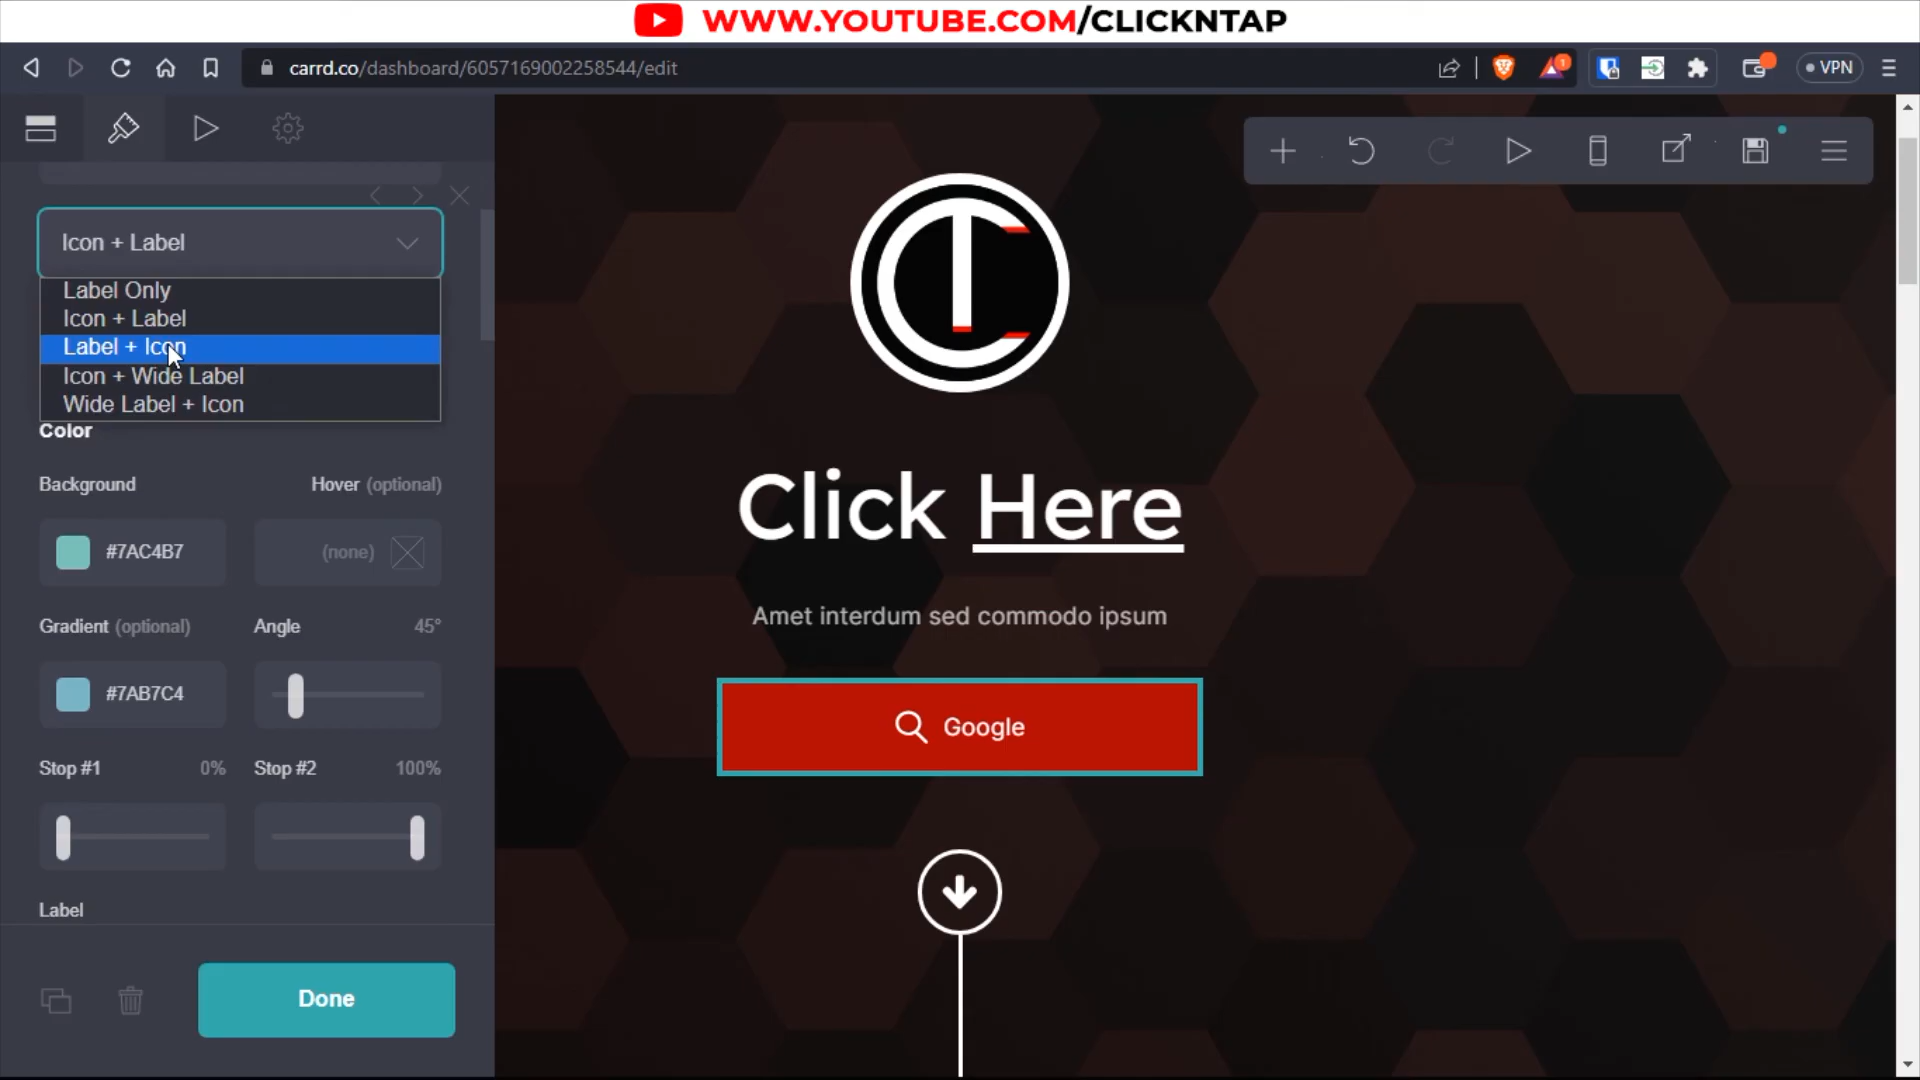 WWW.YOUTUBE.COM/CLICKNTAP
carrd.co/dashboard/6057169002258544/edit
1
VPN
Icon + Label
Label Only
Icon + Label
Label + Icon
Icon + Wide Label
Wide Label + Icon
Color
Background Hover (optional)
#7AC4B7 (none)
Gradient (optional) Angle 45°
#7AB7C4
Stop #1 0% Stop #2 100%
Label
Done
Click Here
Amet interdum sed commodo ipsum
Google